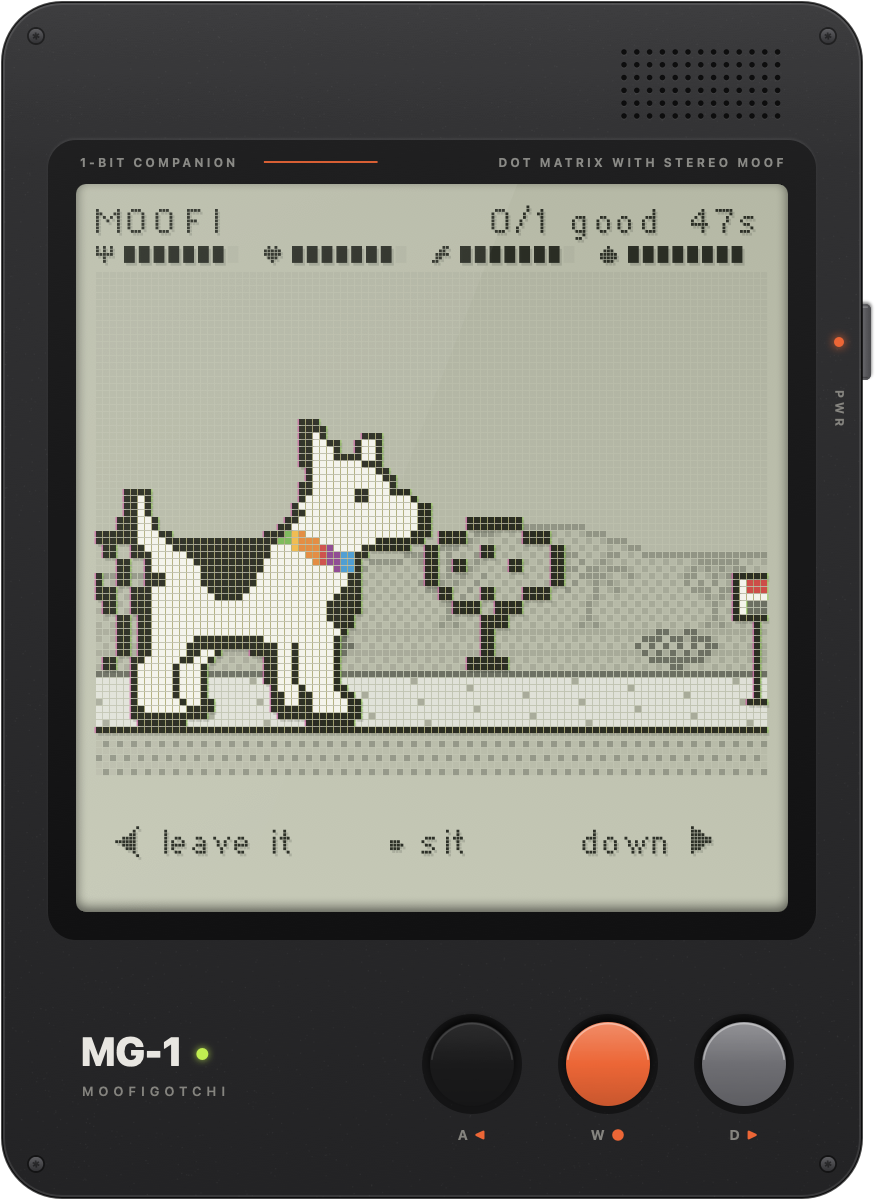 1-BIT COMPANION
DOT MATRIX WITH STEREO MOOF
MOOFI
0/1 good 47s
PWR
leave it
sit
down
MG-1
MOOFIGOTCHI
A
W
D